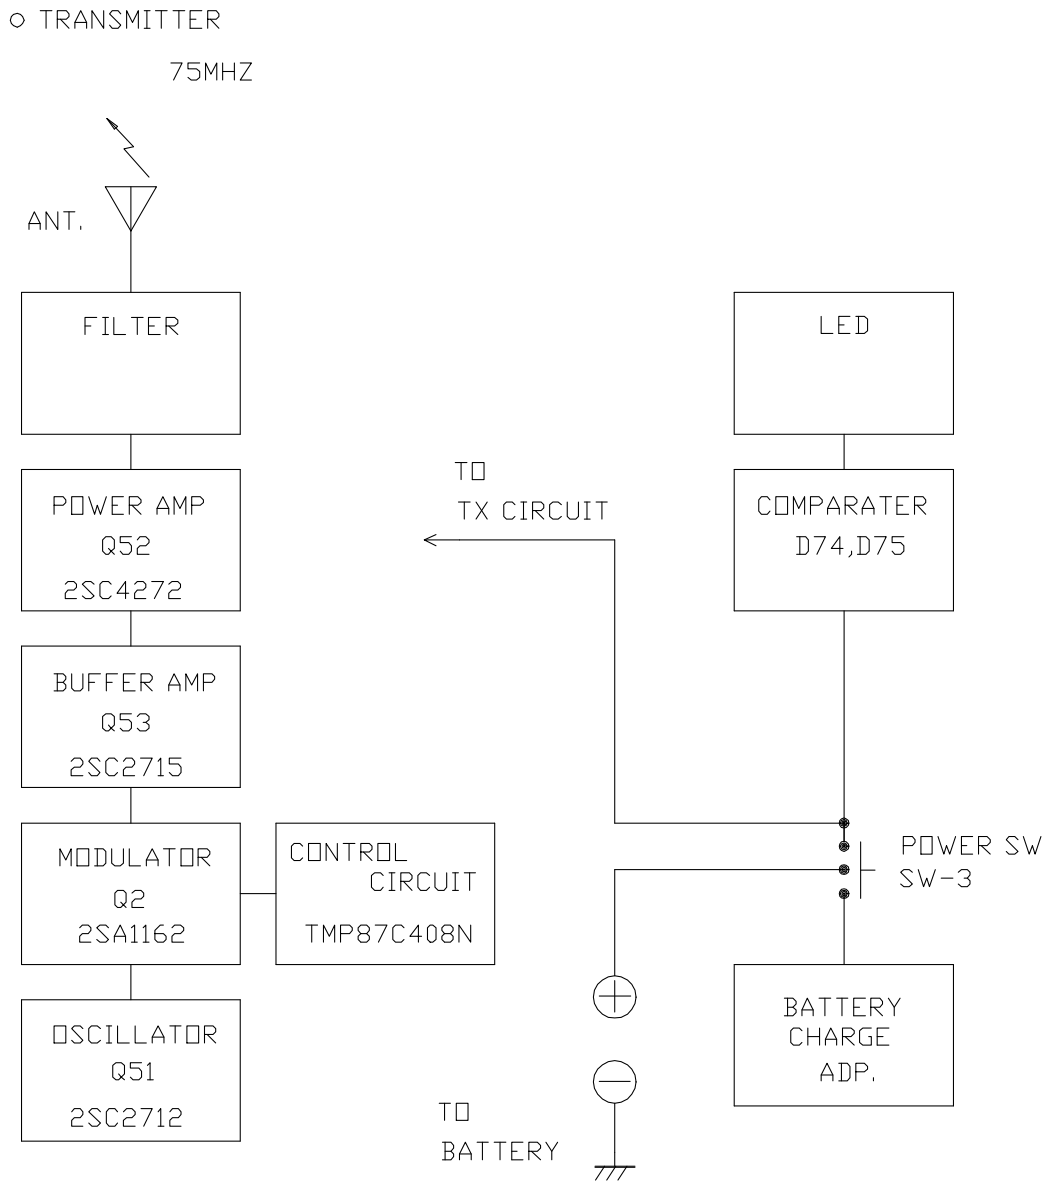 ○ TRANSMITTER
75MHZ
ANT.
FILTER
POWER AMP
Q52
2SC4272
BUFFER AMP
Q53
2SC2715
MODULATOR
Q2
2SA1162
CONTROL
CIRCUIT
TMP87C408N
OSCILLATOR
Q51
2SC2712
TO
TX CIRCUIT
LED
COMPARATER
D74,D75
POWER SW
SW-3
BATTERY
CHARGE
ADP.
TO
BATTERY